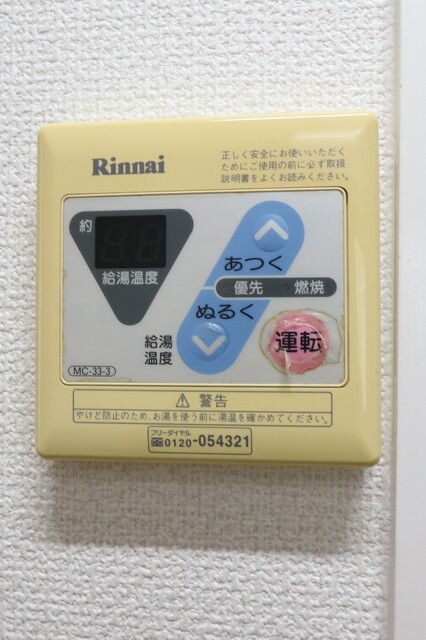 Rinnai
正しく安全にお使いいただく
ためにご使用の前に必ず取扱
説明書をよくお読みください。
約
給湯温度
あつく
優先 燃焼
ぬるく
給湯
温度
運転
MC-33-3
警告
やけど防止のため、お湯を使う前に湯温を確かめてください。
フリーダイヤル
0120-054321